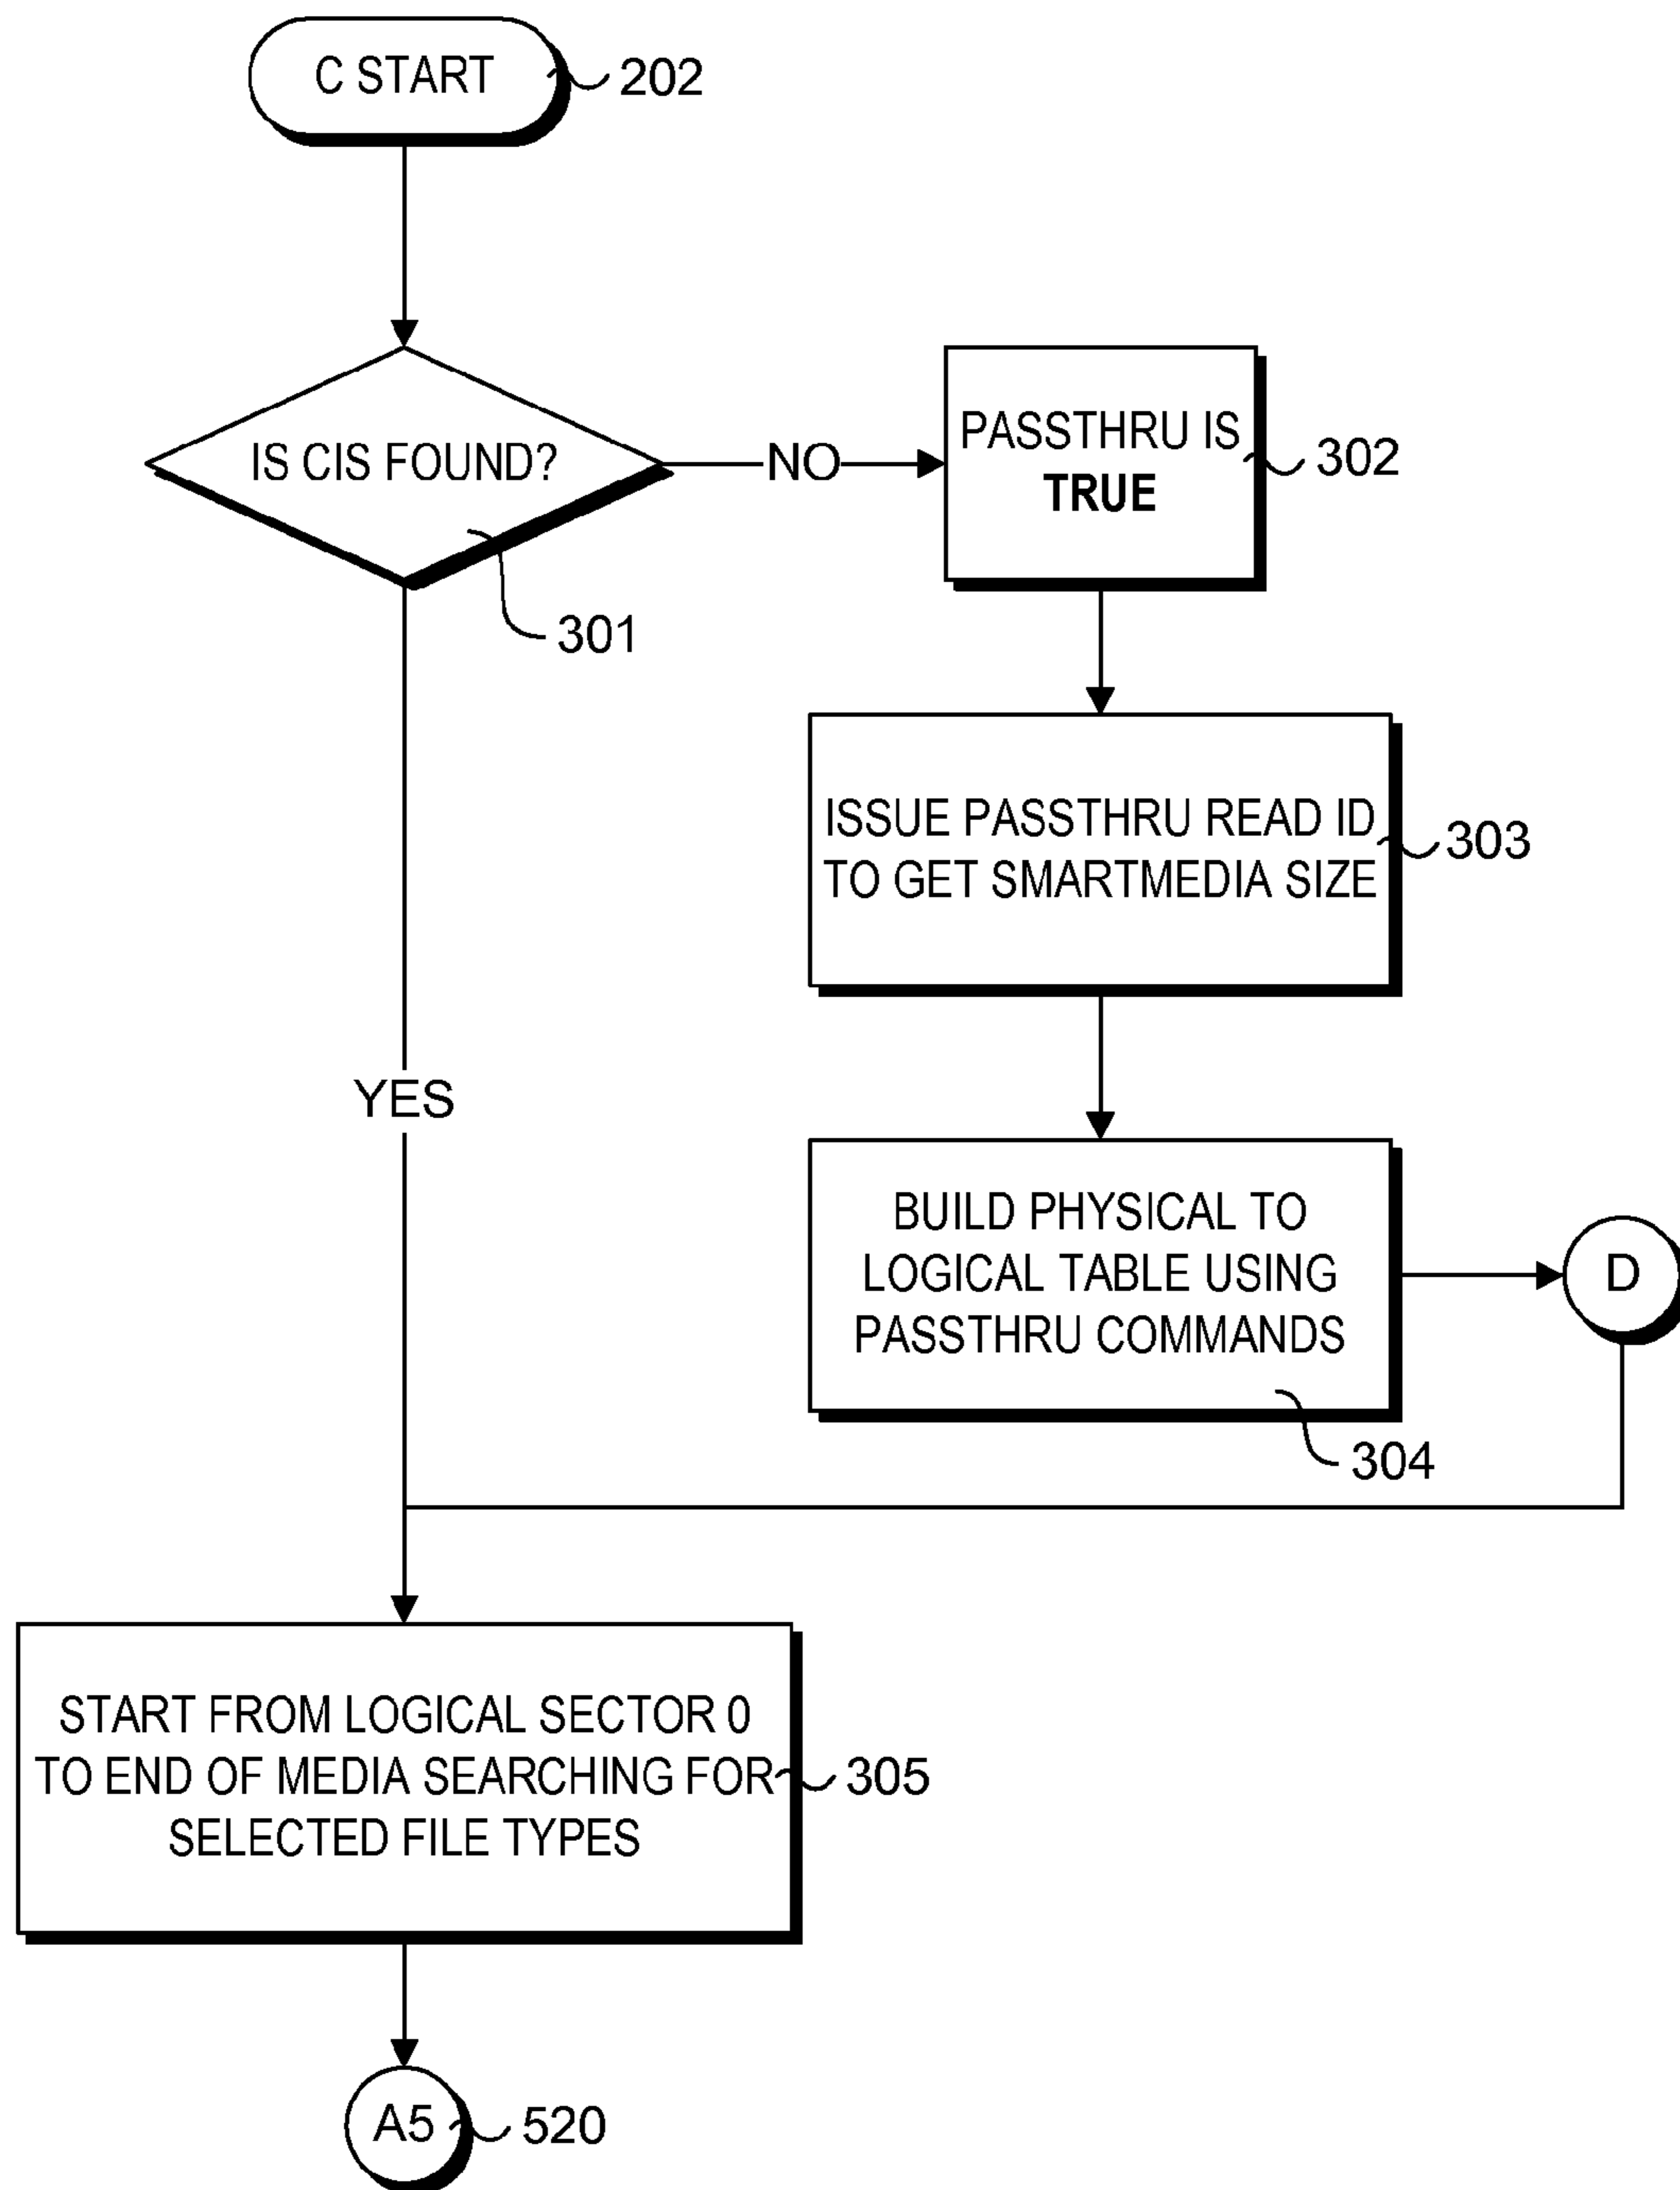 C START
202
IS CIS FOUND?
NO
PASSTHRU IS
TRUE
302
301
ISSUE PASSTHRU READ ID
TO GET SMARTMEDIA SIZE
303
YES
BUILD PHYSICAL TO
LOGICAL TABLE USING
PASSTHRU COMMANDS
D
304
START FROM LOGICAL SECTOR 0
TO END OF MEDIA SEARCHING FOR
SELECTED FILE TYPES
305
A5
520